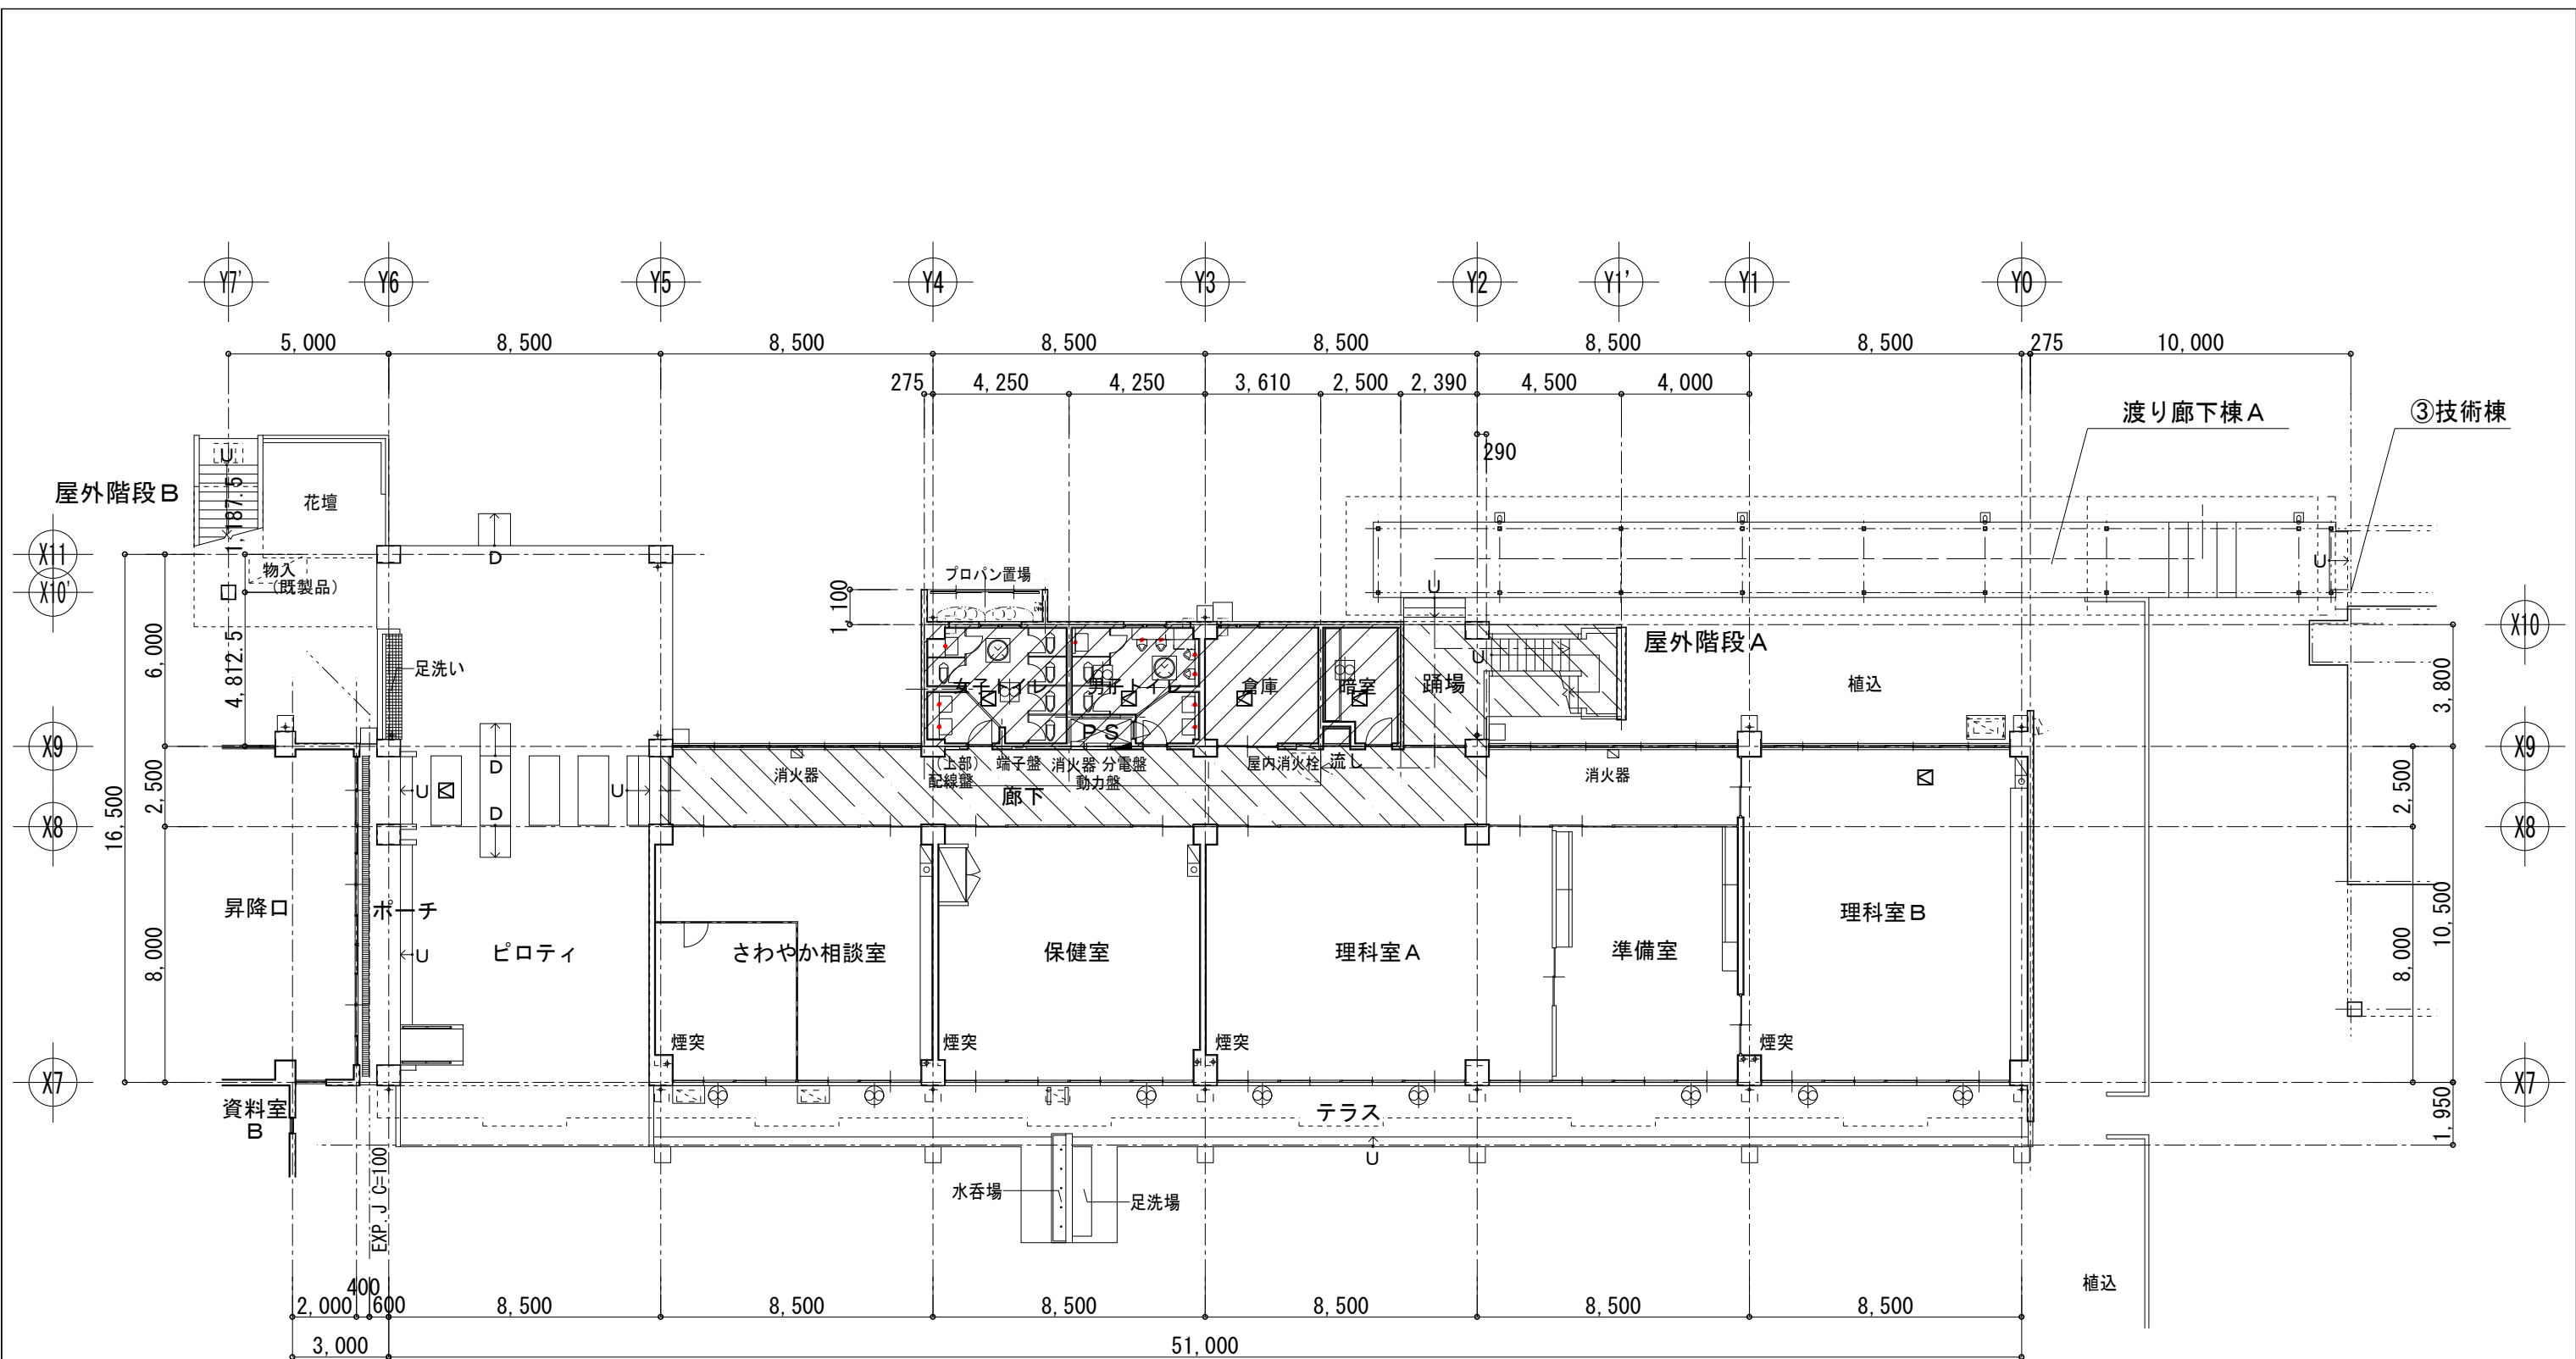 Y7' Y6 Y5 Y4 Y3 Y2 Y1' Y1 Y0
5,000 8,500 8,500 8,500 8,500 8,500 8,500 275 10,000
275 4,250 4,250 3,610 2,500 2,390 4,500 4,000
290
渡り廊下棟A
③技術棟
屋外階段B
U
1,187.5
花壇
X11
D
物入
(既製品)
X10'
プロパン置場
1,100
U
U
X10
6,000
4,812.5
足洗い
女子トイレ
男子トイレ
倉庫
暗室
踊場
U
屋外階段A
植込
3,800
PS
X9
X9
D
消火器
(上部)
配線盤
端子盤
消火器
分電盤
動力盤
屋内消火栓
流し
消火器
2,500
U
D
U
廊下
2,500
16,500
X8
X8
昇降口
ポーチ
U
ピロティ
さわやか相談室
保健室
理科室A
準備室
理科室B
8,000
8,000
10,500
煙突
煙突
煙突
煙突
X7
X7
資料室
B
テラス
U
1,950
EXP.J C=100
水呑場
足洗場
植込
400
2,000 600 8,500 8,500 8,500 8,500 8,500 8,500
3,000 51,000